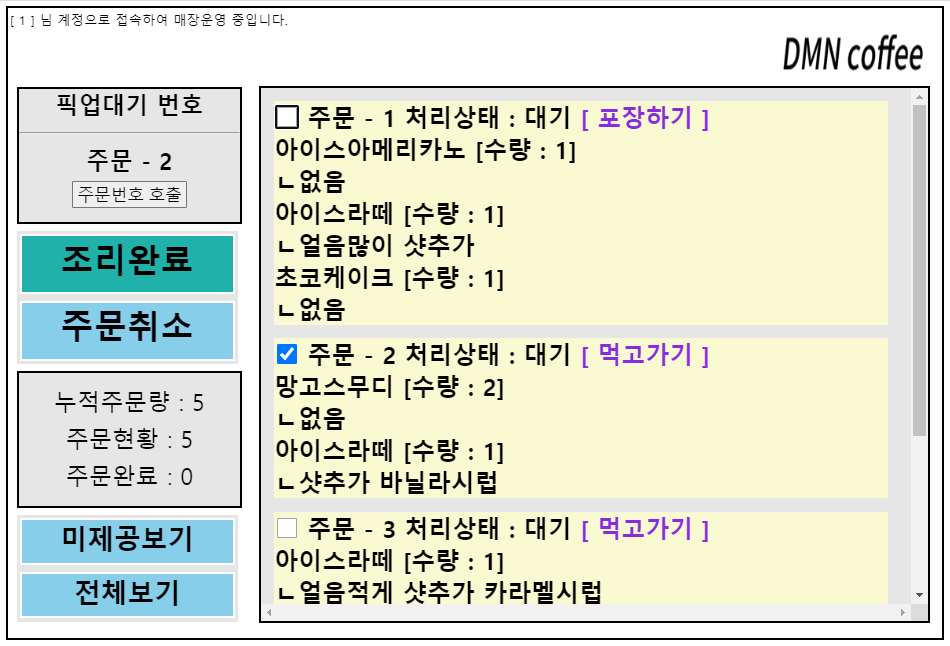 [ 1 ] 님 계정으로 접속하여 매장운영 중입니다.
DMN coffee
픽업대기 번호
주문 - 2
주문번호 호출
조리완료
주문취소
누적주문량 : 5
주문현황 : 5
주문완료 : 0
미제공보기
전체보기
주문 - 1 처리상태 : 대기 [ 포장하기 ]
아이스아메리카노 [수량 : 1]
ㄴ없음
아이스라떼 [수량 : 1]
ㄴ얼음많이 샷추가
초코케이크 [수량 : 1]
ㄴ없음
주문 - 2 처리상태 : 대기 [ 먹고가기 ]
망고스무디 [수량 : 2]
ㄴ없음
아이스라떼 [수량 : 1]
ㄴ샷추가 바닐라시럽
주문 - 3 처리상태 : 대기 [ 먹고가기 ]
아이스라떼 [수량 : 1]
ㄴ얼음적게 샷추가 카라멜시럽